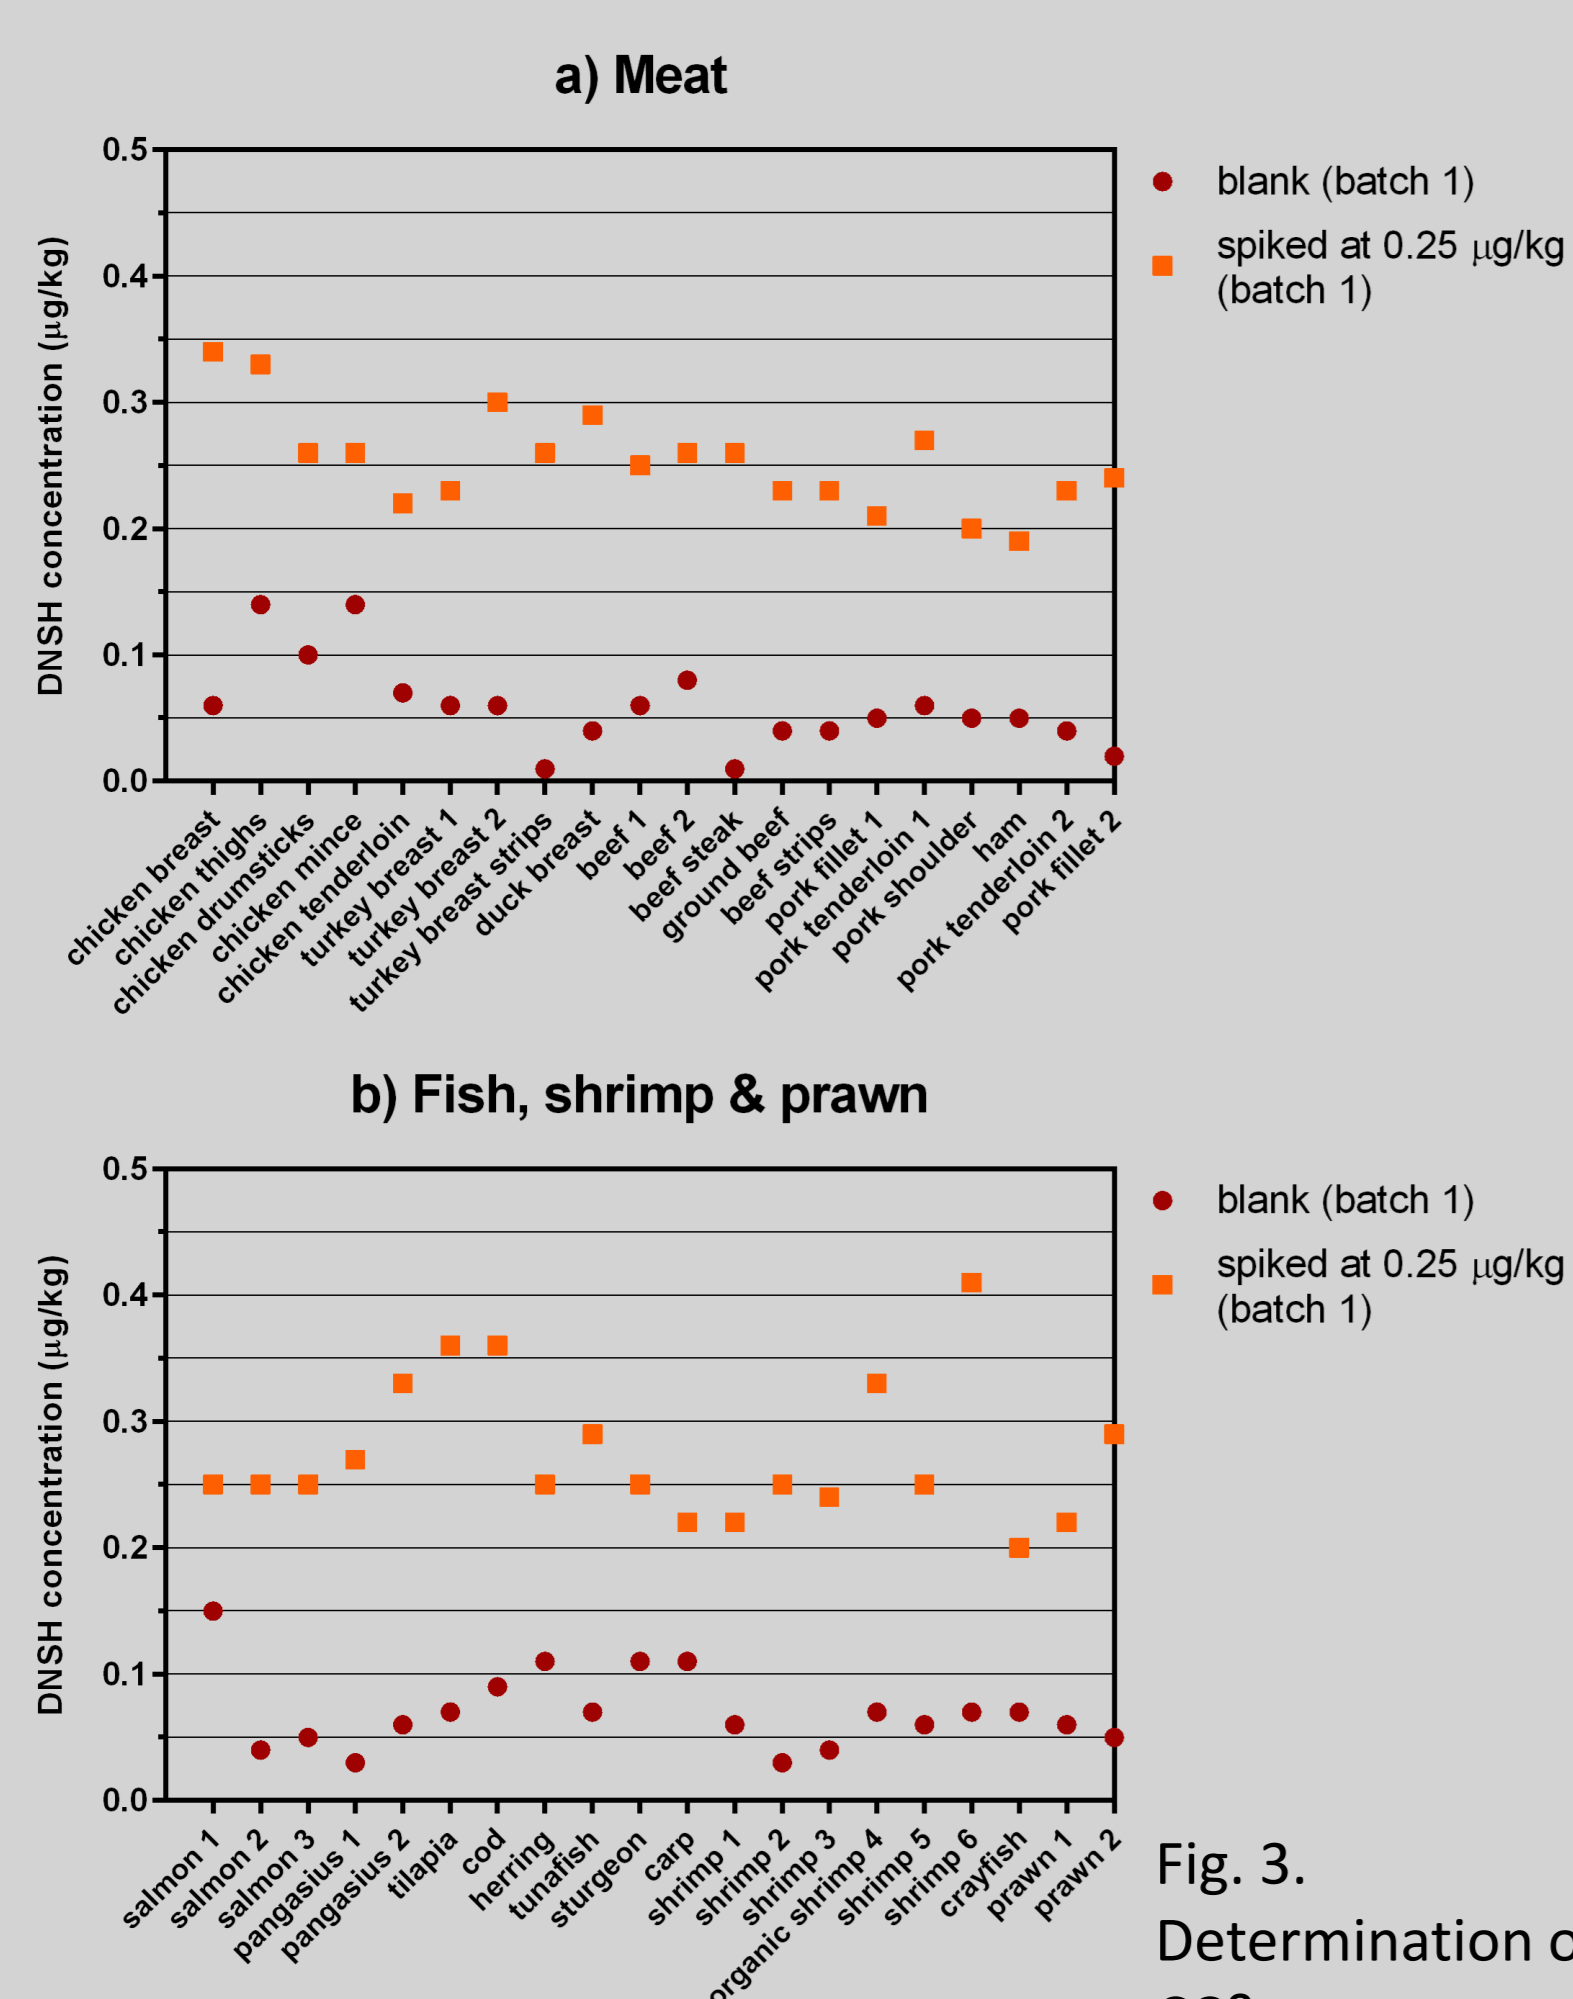 a) Meat
0.5
0.4
0.3
0.2
0.1
0.0
DNSH concentration (µg/kg)
blank (batch 1)
spiked at 0.25 µg/kg
(batch 1)
chicken breast
chicken thighs
chicken drumsticks
chicken mince
chicken tenderloin
turkey breast 1
turkey breast 2
turkey breast strips
duck breast
beef 1
beef 2
beef steak
ground beef
beef strips
pork fillet 1
pork tenderloin 1
pork shoulder
ham
pork tenderloin 2
pork fillet 2
b) Fish, shrimp & prawn
0.5
0.4
0.3
0.2
0.1
0.0
DNSH concentration (µg/kg)
blank (batch 1)
spiked at 0.25 µg/kg
(batch 1)
salmon 1
salmon 2
salmon 3
pangasius 1
pangasius 2
tilapia
cod
herring
tunafish
sturgeon
carp
shrimp 1
shrimp 2
shrimp 3
organic shrimp 4
shrimp 5
shrimp 6
crayfish
prawn 1
prawn 2
Fig. 3.
Determination